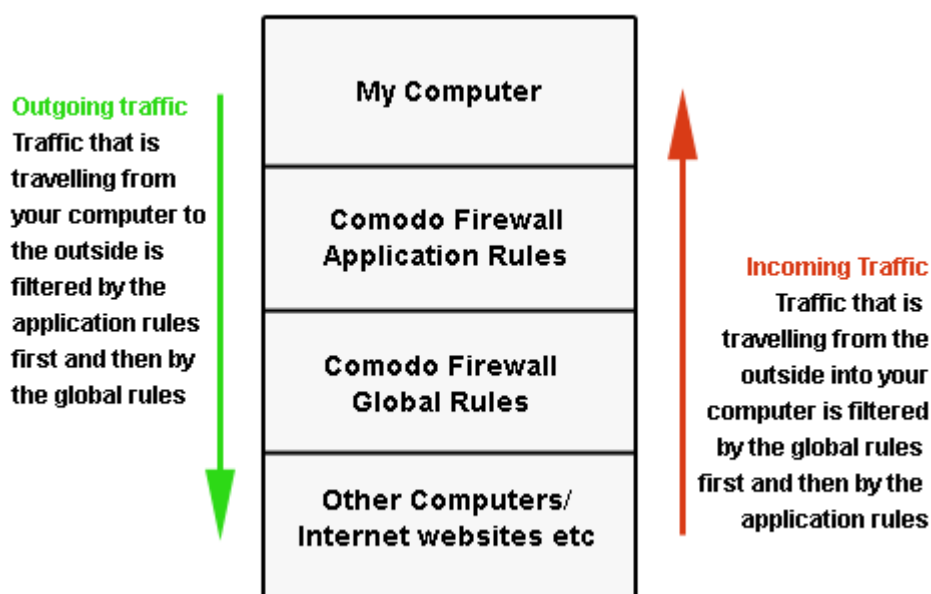 Outgoing traffic
Traffic that is
travelling from
your computer to
the outside is
filtered by the
application rules
first and then by
the global rules
My Computer
Comodo Firewall
Application Rules
Comodo Firewall
Global Rules
Other Computers/
Internet websites etc
Incoming Traffic
Traffic that is
travelling from the
outside into your
computer is filtered
by the global rules
first and then by the
application rules